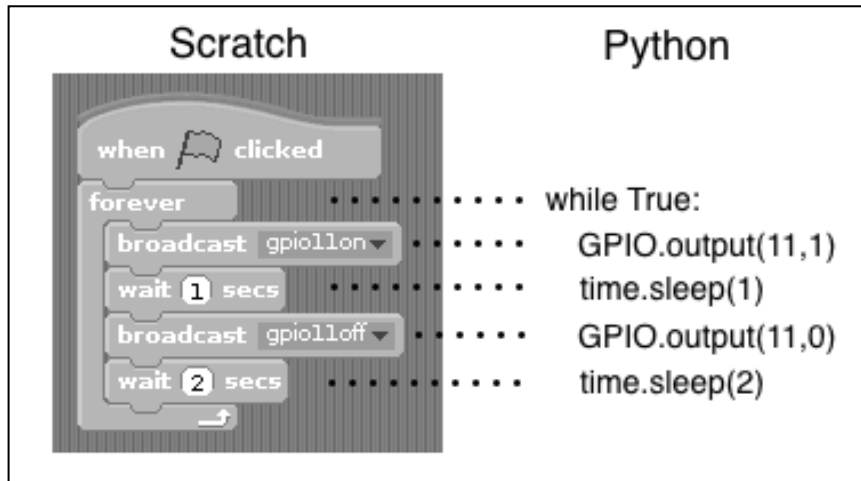 Scratch Python
when clicked
forever while True:
broadcast gpio11on GPIO.output(11,1)
wait 1 secs time.sleep(1)
broadcast gpio11off GPIO.output(11,0)
wait 2 secs time.sleep(2)